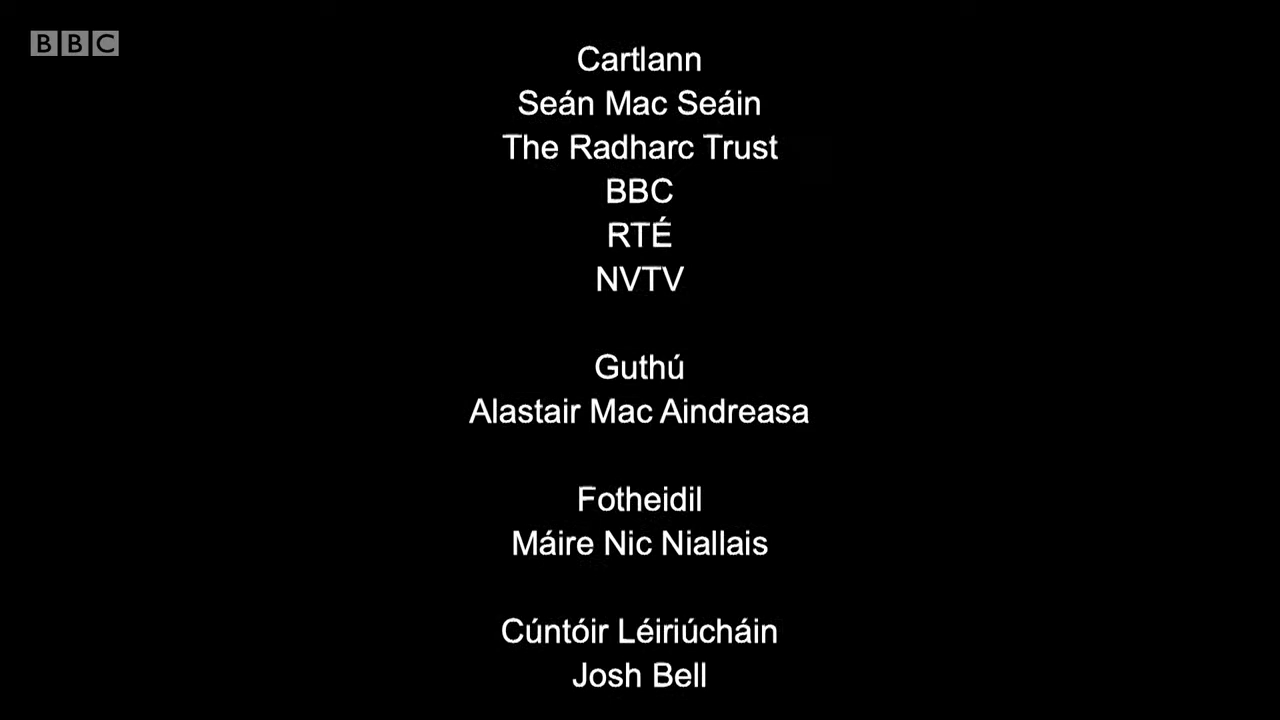 BBC
Cartlann
Seán Mac Seáin
The Radharc Trust
BBC
RTÉ
NVTV
Guthú
Alastair Mac Aindreasa
Fotheidil
Máire Nic Niallais
Cúntóir Léiriúcháin
Josh Bell